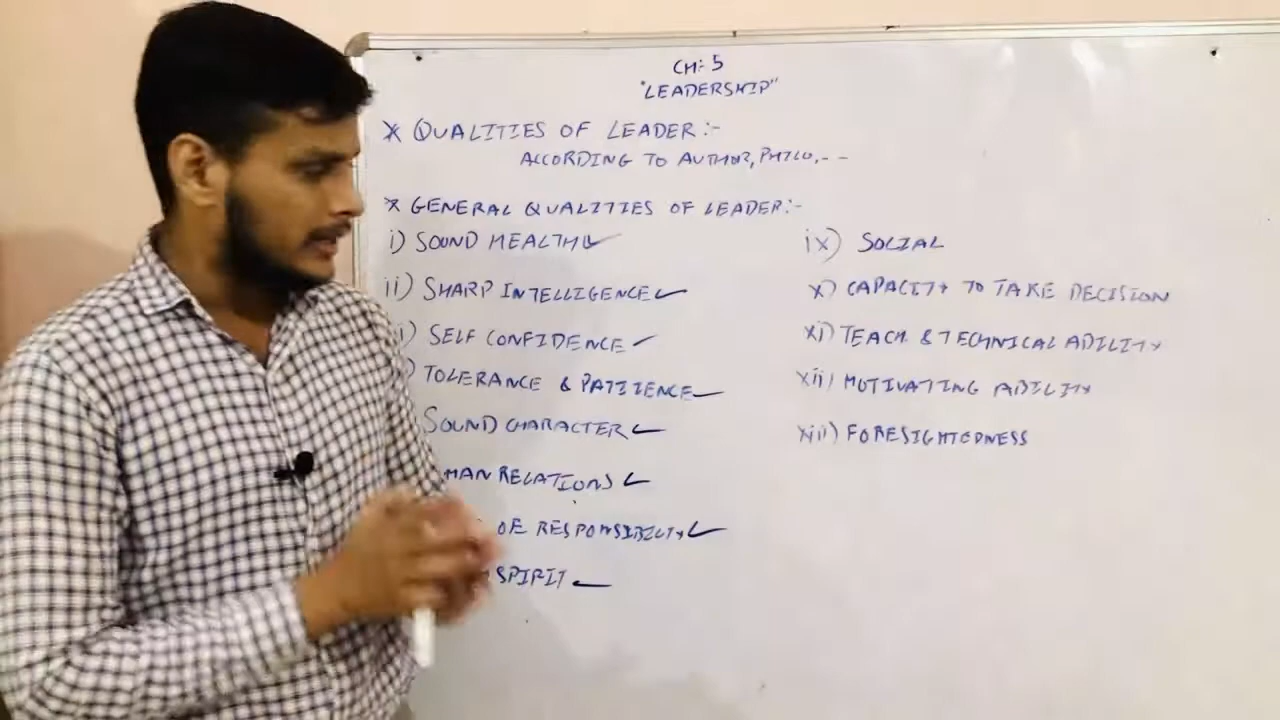 CH:5
"LEADERSHIP"
* QUALITIES OF LEADER:-
ACCORDING TO AUTHOR, PHILO,--
* GENERAL QUALITIES OF LEADER:-
i) SOUND HEALTH
ii) SHARP INTELLIGENCE
i) SELF CONFIDENCE
) TOLERANCE & PATIENCE
SOUND CHARACTER
MAN RELATIONS
OF RESPONSIBILITY
SPIRIT
ix) SOCIAL
x) CAPACITY TO TAKE DECISION
xi) TEACH & TECHNICAL ABILITY
xii) MOTIVATING ABILITY
xiii) FORESIGHTEDNESS